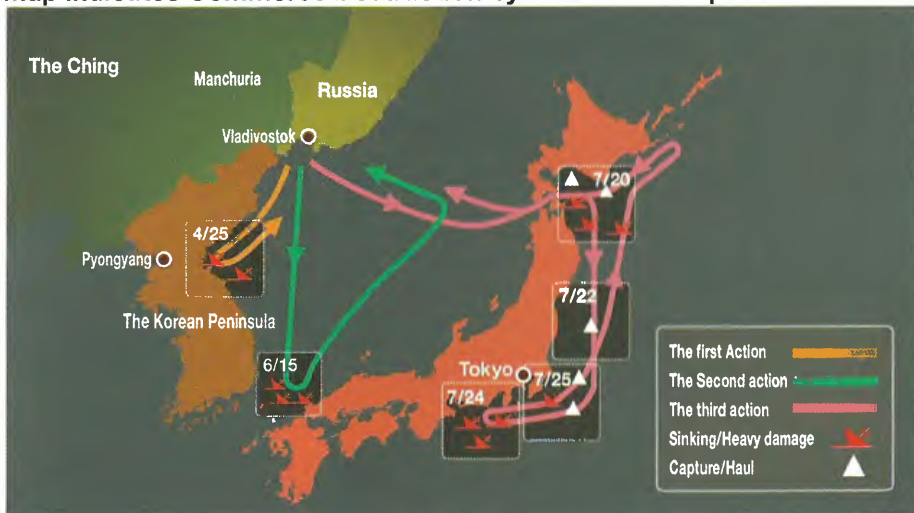 The Ching
Manchuria
Russia
Vladivostok
7/20
4/25
Pyongyang
7/22
The Korean Peninsula
6/15
Tokyo
7/25
7/24
The first Action
The Second action
The third action
Sinking/Heavy damage
Capture/Haul